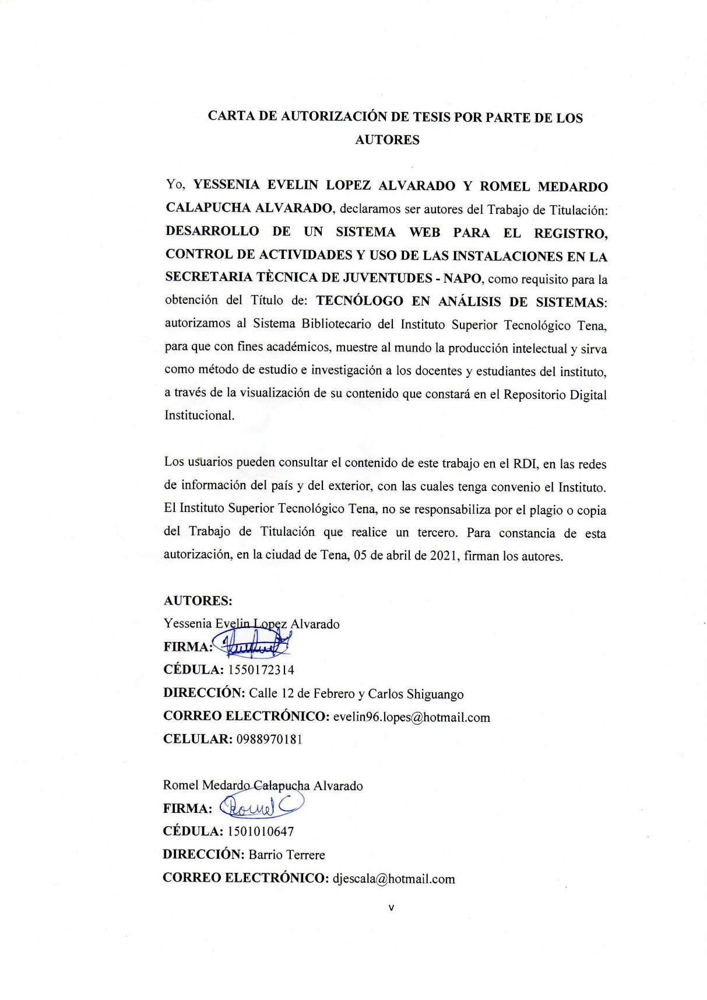 CARTA DE AUTORIZACIÓN DE TESIS POR PARTE DE LOS
AUTORES
Yo, YESSENIA EVELIN LOPEZ ALVARADO Y ROMEL MEDARDO
CALAPUCHA ALVARADO, declaramos ser autores del Trabajo de Titulación:
DESARROLLO DE UN SISTEMA WEB PARA EL REGISTRO,
CONTROL DE ACTIVIDADES Y USO DE LAS INSTALACIONES EN LA
SECRETARIA TÈCNICA DE JUVENTUDES - NAPO, como requisito para la
obtención del Título de: TECNÓLOGO EN ANÁLISIS DE SISTEMAS:
autorizamos al Sistema Bibliotecario del Instituto Superior Tecnológico Tena,
para que con fines académicos, muestre al mundo la producción intelectual y sirva
como método de estudio e investigación a los docentes y estudiantes del instituto,
a través de la visualización de su contenido que constará en el Repositorio Digital
Institucional.
Los usuarios pueden consultar el contenido de este trabajo en el RDI, en las redes
de información del país y del exterior, con las cuales tenga convenio el Instituto.
El Instituto Superior Tecnológico Tena, no se responsabiliza por el plagio o copia
del Trabajo de Titulación que realice un tercero. Para constancia de esta
autorización, en la ciudad de Tena, 05 de abril de 2021, firman los autores.
AUTORES:
Yessenia Evelin Lopez Alvarado
FIRMA:
CÉDULA: 1550172314
DIRECCIÓN: Calle 12 de Febrero y Carlos Shiguango
CORREO ELECTRÓNICO: evelin96.lopes@hotmail.com
CELULAR: 0988970181
Romel Medardo Calapucha Alvarado
FIRMA: Romel C
CÉDULA: 1501010647
DIRECCIÓN: Barrio Terrere
CORREO ELECTRÓNICO: djescala@hotmail.com
v